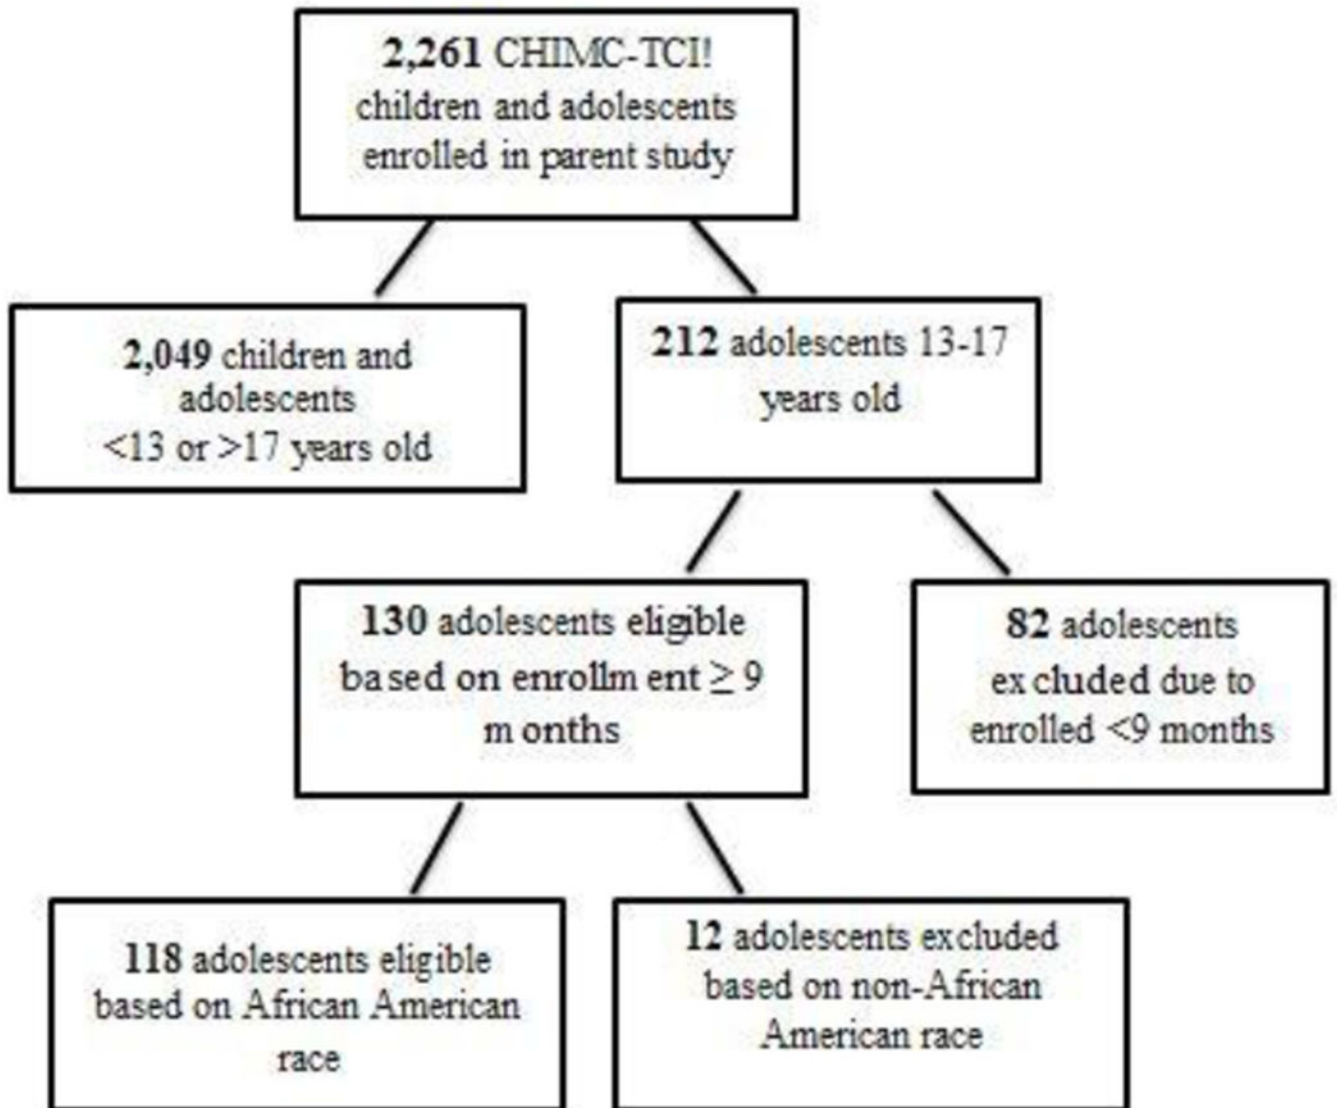 2,261 CHIMC-TCI!
children and adolescents
enrolled in parent study
2,049 children and
adolescents
<13 or >17 years old
212 adolescents 13-17
years old
130 adolescents eligible
based on enrollment ≥ 9
months
82 adolescents
excluded due to
enrolled <9 months
118 adolescents eligible
based on African American
race
12 adolescents excluded
based on non-African
American race